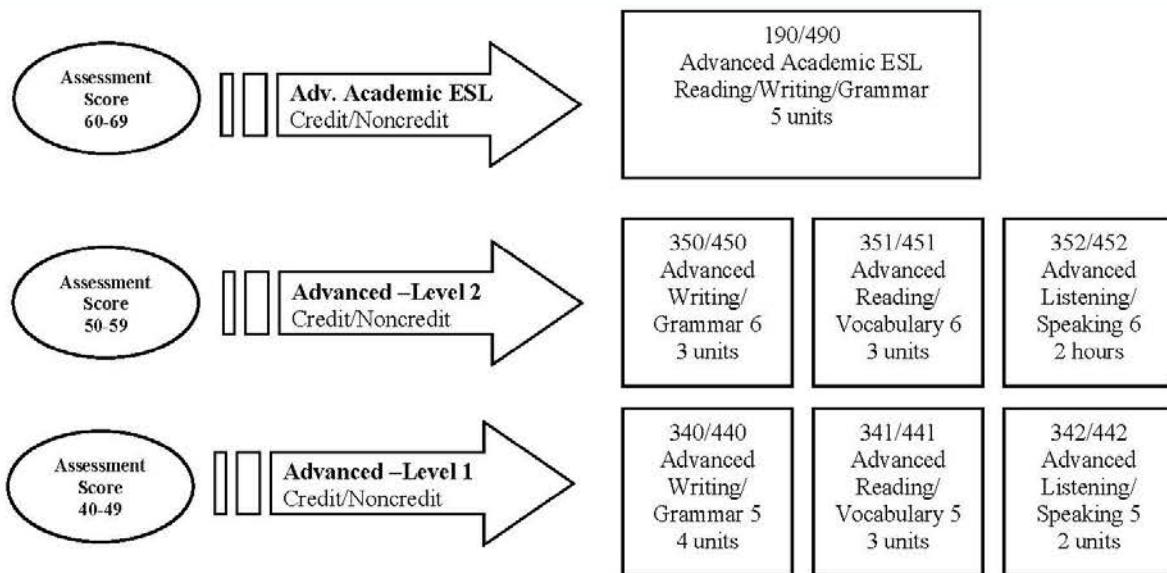 Assessment
Score
60-69
Adv. Academic ESL
Credit/Noncredit
190/490
Advanced Academic ESL
Reading/Writing/Grammar
5 units
Assessment
Score
50-59
Advanced –Level 2
Credit/Noncredit
350/450
Advanced
Writing/
Grammar 6
3 units
351/451
Advanced
Reading/
Vocabulary 6
3 units
352/452
Advanced
Listening/
Speaking 6
2 hours
Assessment
Score
40-49
Advanced –Level 1
Credit/Noncredit
340/440
Advanced
Writing/
Grammar 5
4 units
341/441
Advanced
Reading/
Vocabulary 5
3 units
342/442
Advanced
Listening/
Speaking 5
2 units